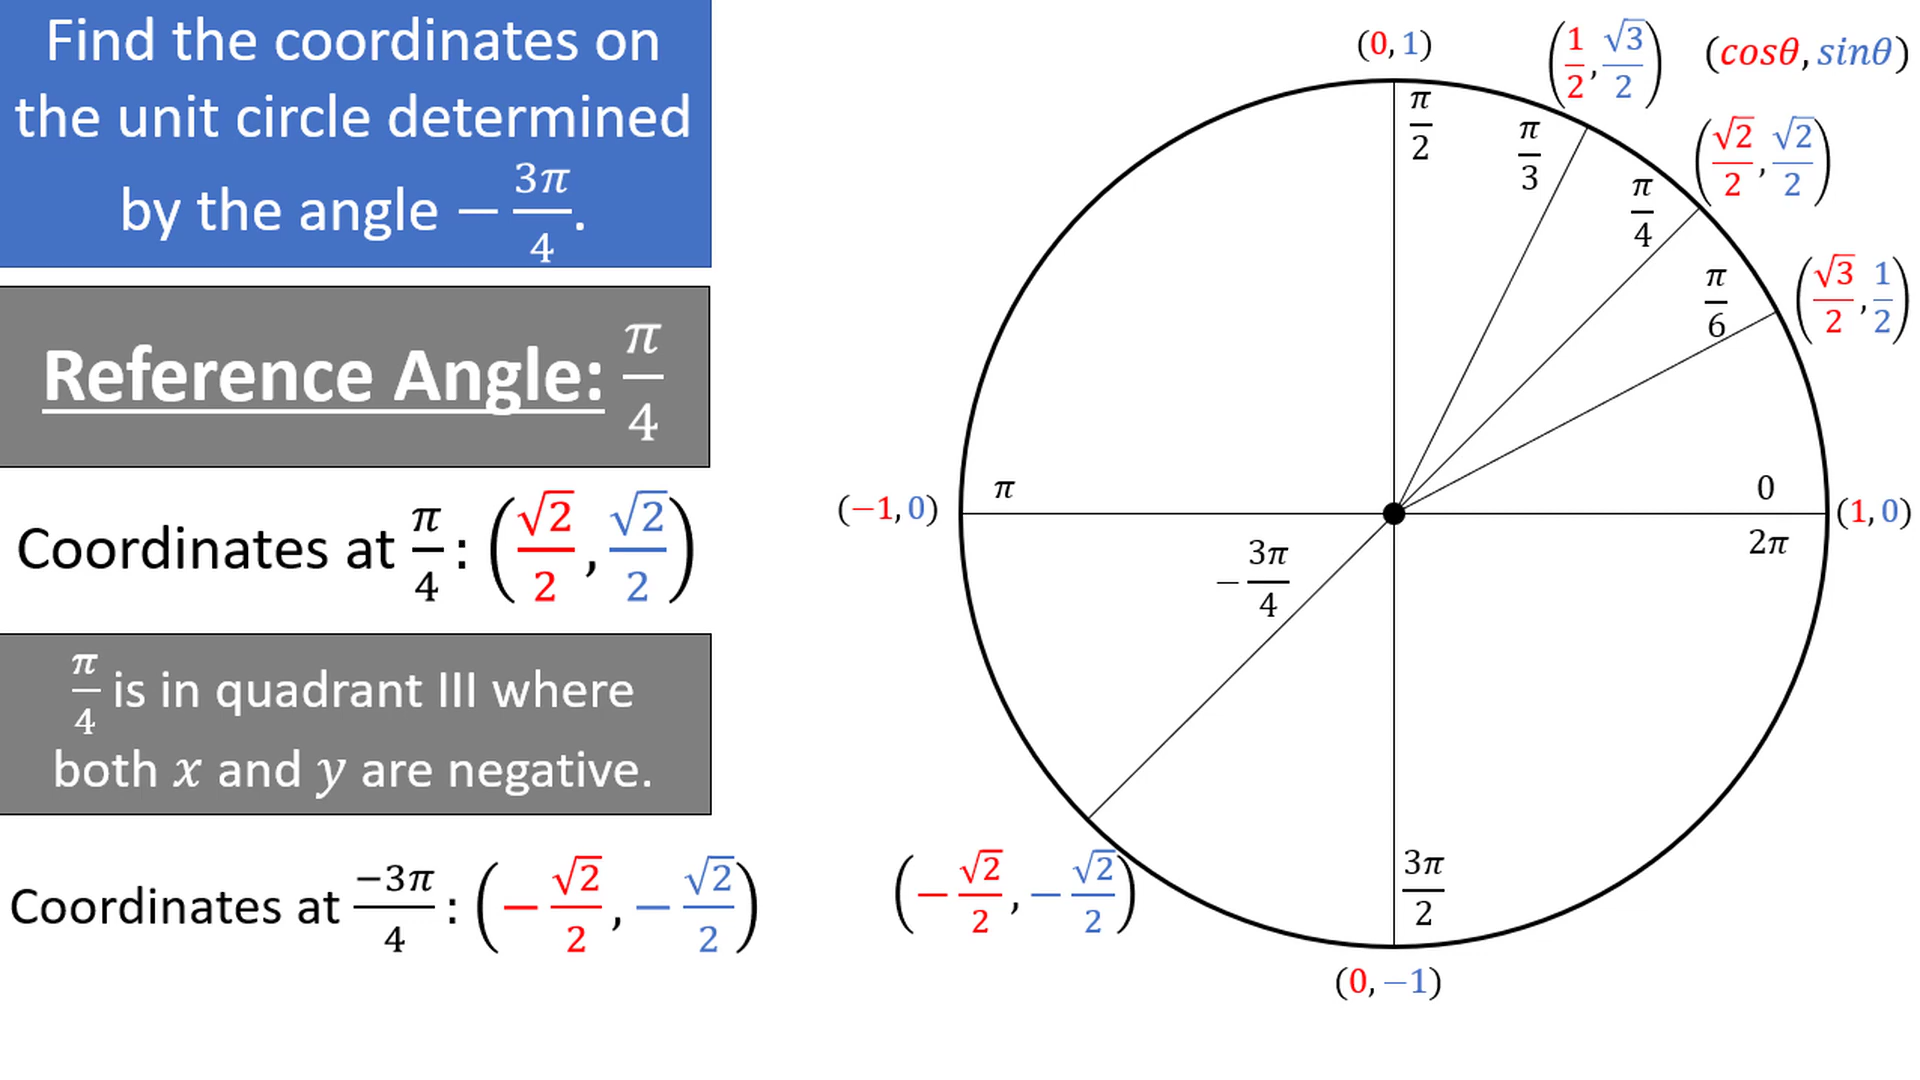 Find the coordinates on
the unit circle determined
by the angle −3π/4.
Reference Angle: π/4
Coordinates at π/4 : (√2/2, √2/2)
π/4 is in quadrant III where
both x and y are negative.
Coordinates at −3π/4 : (−√2/2, −√2/2)
(0, 1)
(1/2, √3/2)
(cosθ, sinθ)
π/2
π/3
(√2/2, √2/2)
π/4
(√3/2, 1/2)
π/6
(−1, 0)
π
0
(1, 0)
2π
−3π/4
(−√2/2, −√2/2)
3π/2
(0, −1)